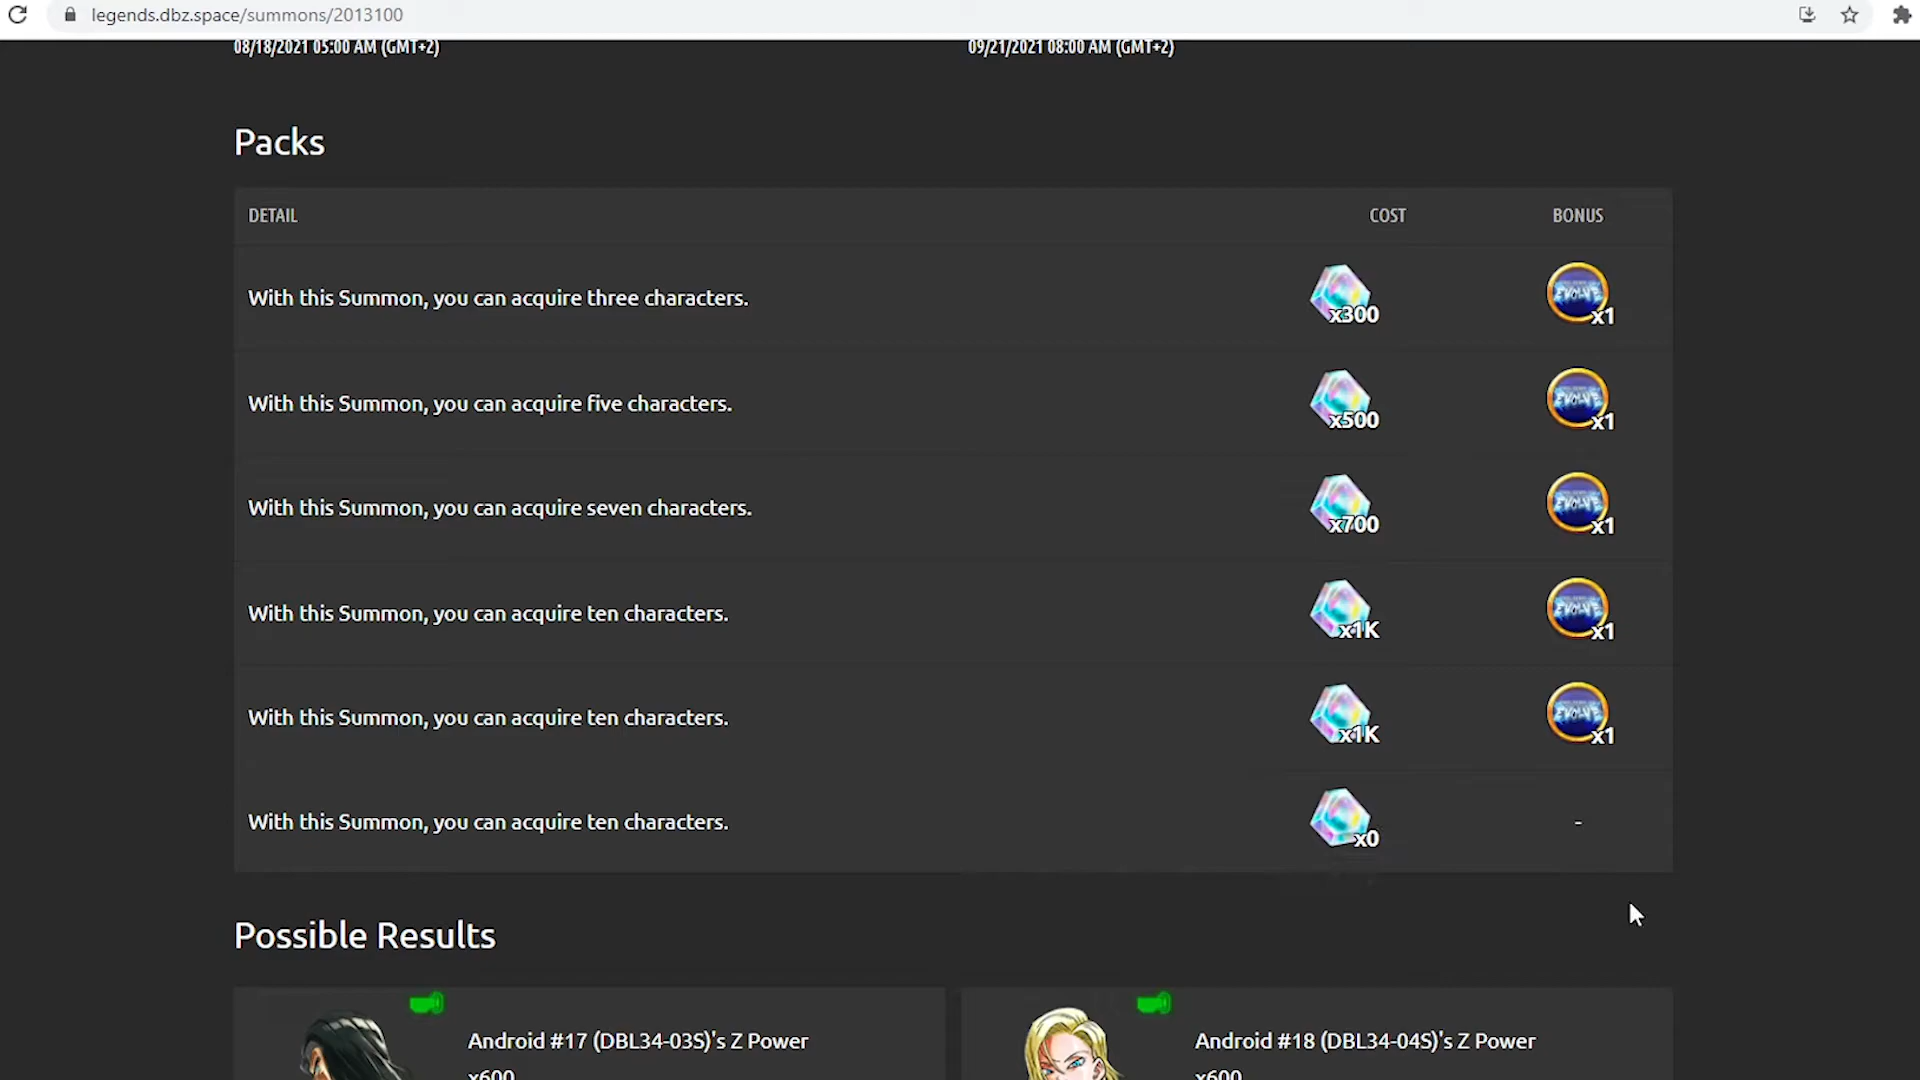 legends.dbz.space/summons/2013100
08/18/2021 05:00 AM (GMT+2)
09/21/2021 08:00 AM (GMT+2)
Packs
DETAIL COST BONUS
With this Summon, you can acquire three characters. x300 EVOLVE x1
With this Summon, you can acquire five characters. x500 EVOLVE x1
With this Summon, you can acquire seven characters. x700 EVOLVE x1
With this Summon, you can acquire ten characters. x1K EVOLVE x1
With this Summon, you can acquire ten characters. x1K EVOLVE x1
With this Summon, you can acquire ten characters. x0 -
Possible Results
Android #17 (DBL34-03S)'s Z Power
x600
Android #18 (DBL34-04S)'s Z Power
x600